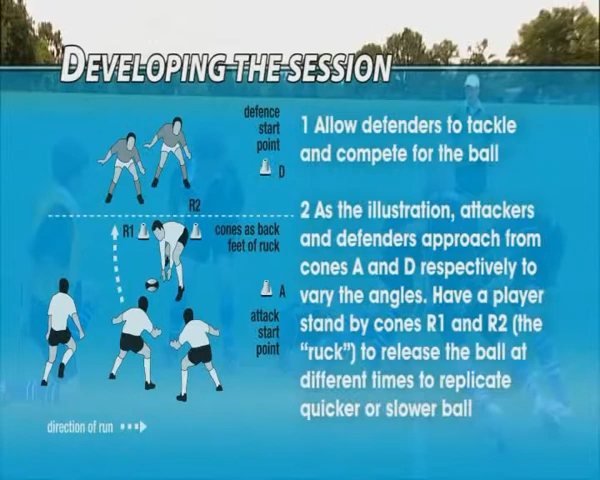 DEVELOPING THE SESSION
defence
start
point
D
R2
R1
cones as back
feet of ruck
A
attack
start
point
direction of run
1 Allow defenders to tackle
and compete for the ball
2 As the illustration, attackers
and defenders approach from
cones A and D respectively to
vary the angles. Have a player
stand by cones R1 and R2 (the
“ruck”) to release the ball at
different times to replicate
quicker or slower ball